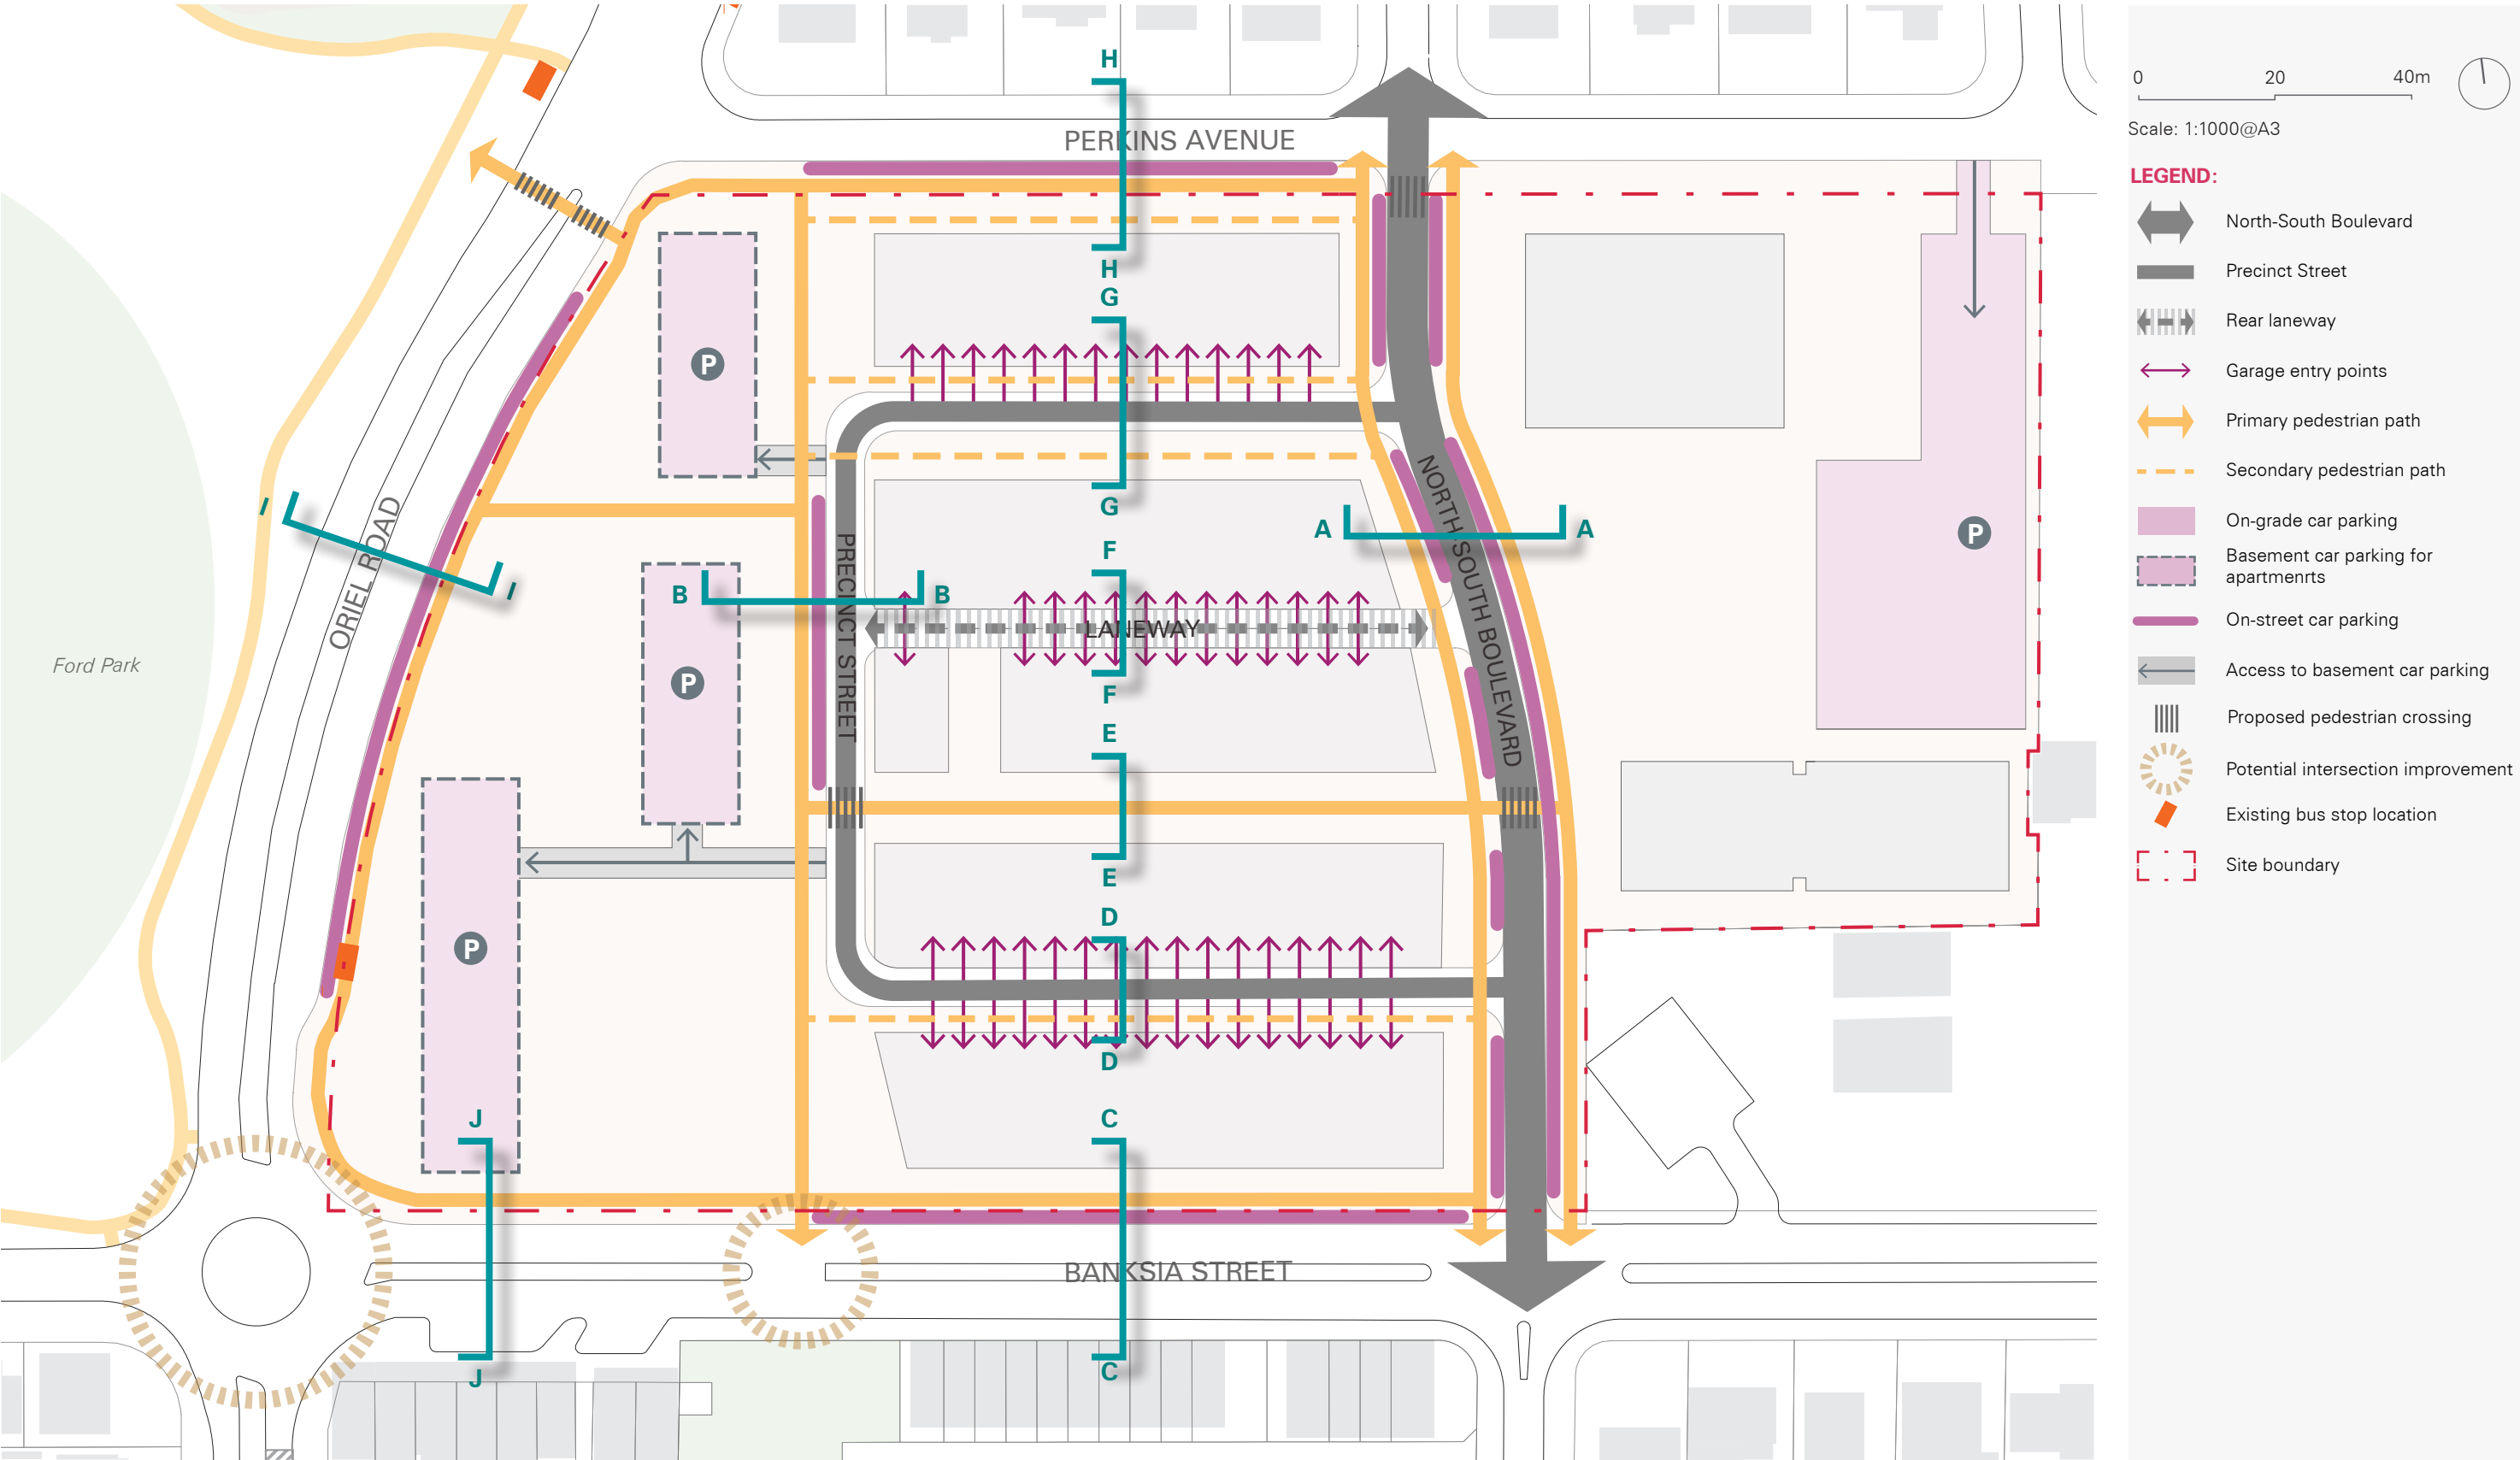 H
PERKINS AVENUE
H
G
P
G
A
A
F
B
B
I
I
ORIEL ROAD
PRECINCT STREET
NORTH-SOUTH BOULEVARD
LANEWAY
Ford Park
P
P
F
E
E
D
P
D
J
C
BANKSIA STREET
J
C
0 20 40m
Scale: 1:1000@A3
LEGEND:
North-South Boulevard
Precinct Street
Rear laneway
Garage entry points
Primary pedestrian path
Secondary pedestrian path
On-grade car parking
Basement car parking for
apartmenrts
On-street car parking
Access to basement car parking
Proposed pedestrian crossing
Potential intersection improvement
Existing bus stop location
Site boundary